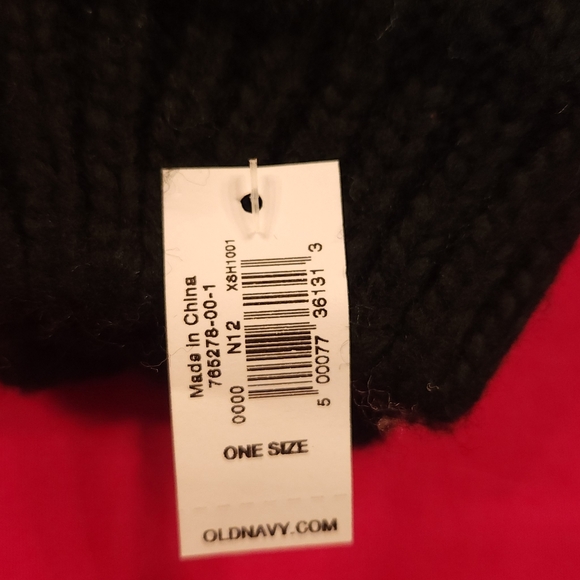 Made in China
765278-00-1
0000 N12 X8H1001
5 00077 36131 3
ONE SIZE
OLDNAVY.COM